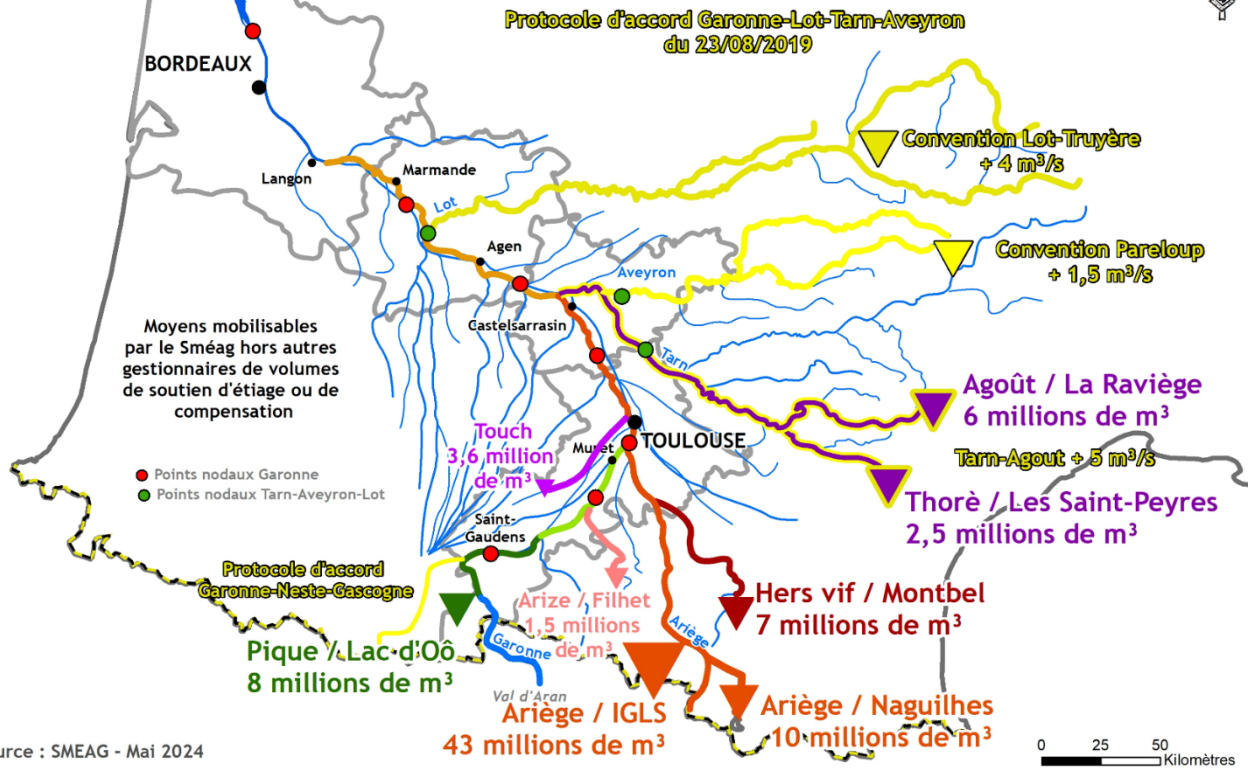 Protocole d'accord Garonne-Lot-Tarn-Aveyron
du 23/08/2019
BORDEAUX
Convention Lot-Truyère
+ 4 m³/s
Langon
Marmande
Lot
Agen
Convention Pareloup
+ 1,5 m³/s
Aveyron
Castelsarrasin
Moyens mobilisables
par le Sméag hors autres
gestionnaires de volumes
de soutien d'étiage ou de
compensation
Tarn
Agoût / La Raviège
6 millions de m³
Touch
3,6 million
de m³
Muret
TOULOUSE
Tarn-Agout + 5 m³/s
Points nodaux Garonne
Points nodaux Tarn-Aveyron-Lot
Thorè / Les Saint-Peyres
2,5 millions de m³
Saint-
Gaudens
Protocole d'accord
Garonne-Neste-Gascogne
Arize / Filhet
1,5 millions
de m³
Hers vif / Montbel
7 millions de m³
Ariège
Garonne
Pique / Lac d'Oô
8 millions de m³
Val d'Aran
Ariège / IGLS
43 millions de m³
Ariège / Naguilhes
10 millions de m³
urce : SMEAG - Mai 2024
0 25 50
Kilomètres